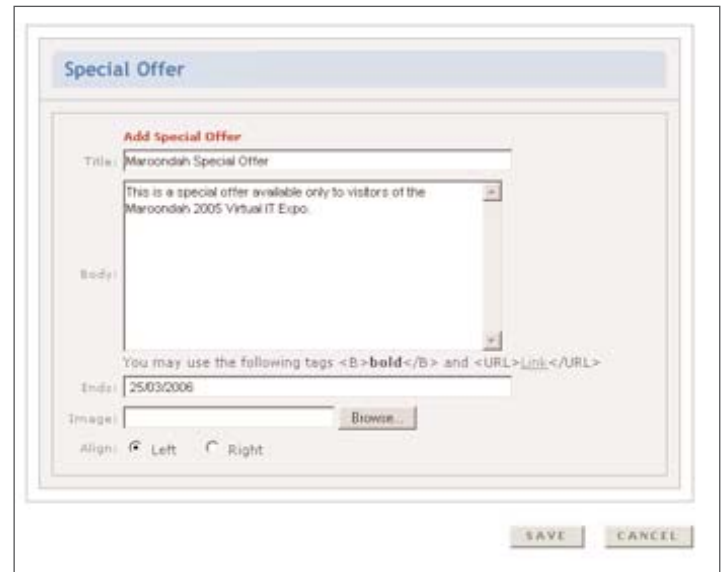 Special Offer
Add Special Offer
Title: Maroondah Special Offer
This is a special offer available only to visitors of the
Maroondah 2005 Virtual IT Expo.
Body:
You may use the following tags <B>bold</B> and <URL>Link</URL>
Ends: 25/03/2006
Image: Browse...
Align: Left Right
SAVE CANCEL